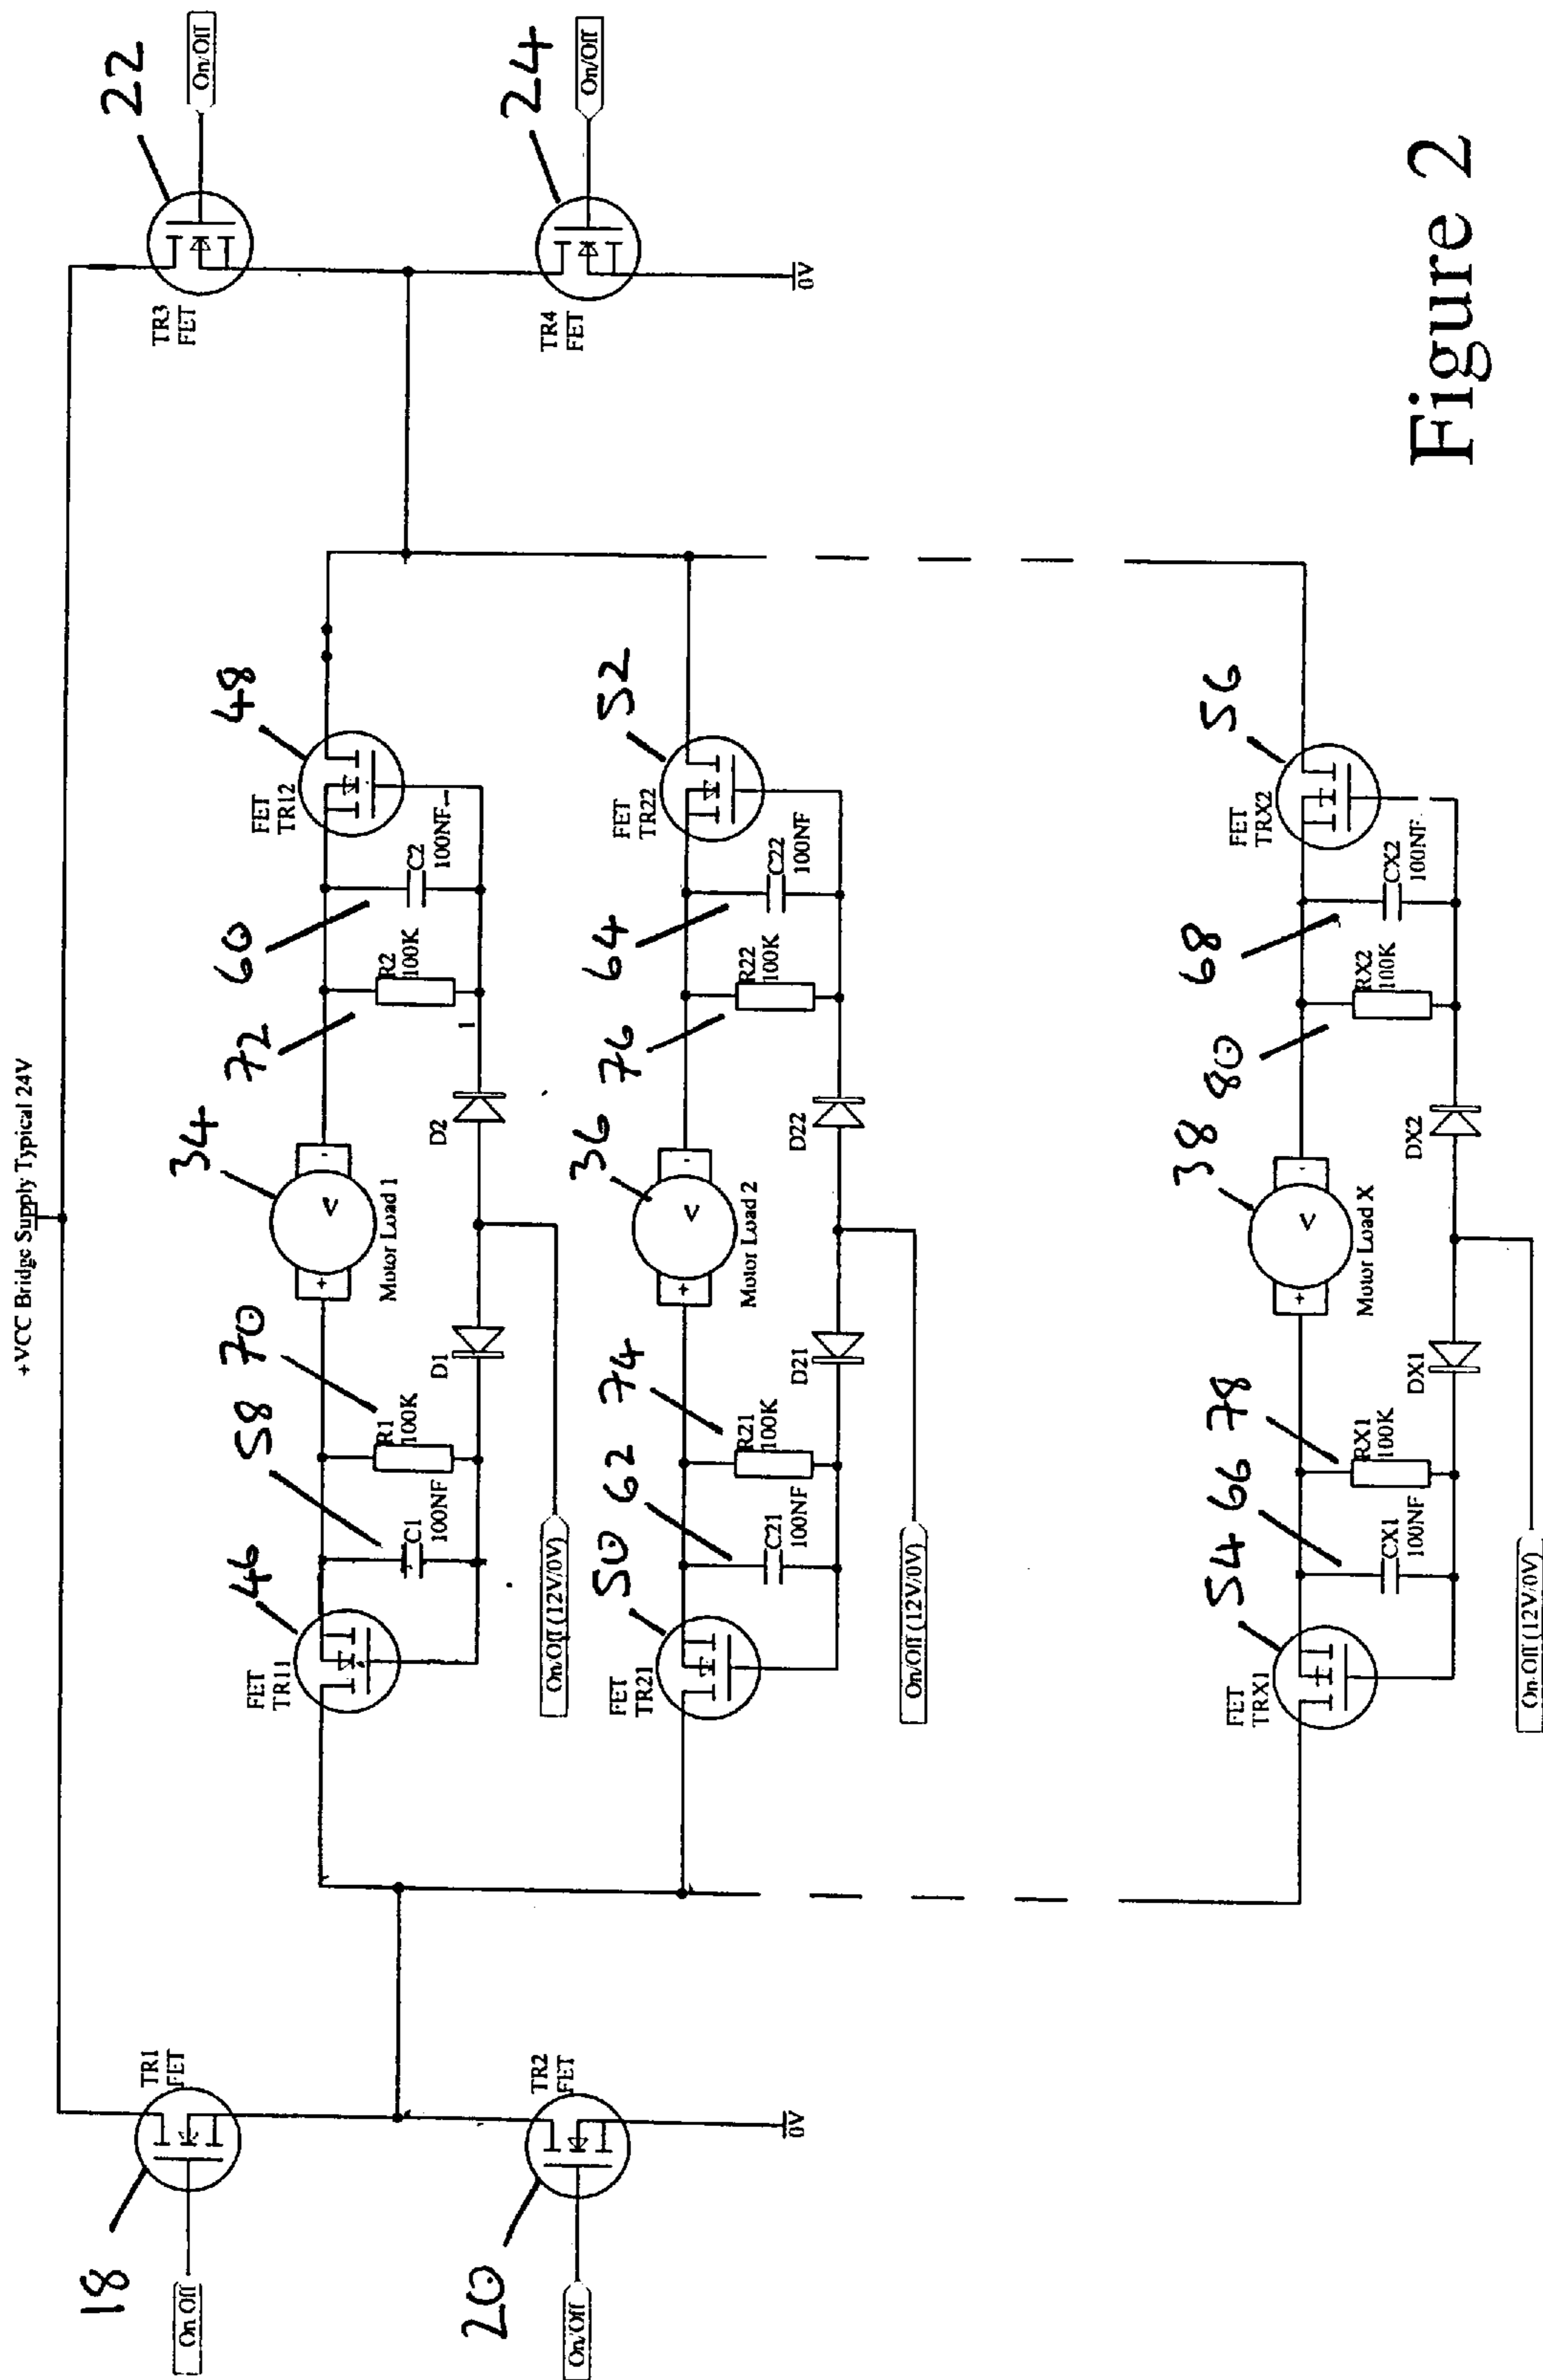 +VCC Bridge Supply Typical 24V
18
On Off
TR1
FET
20
On/Off
TR2
FET
0V
22
On/Off
TR3
FET
24
On/Off
TR4
FET
0V
46
FET
TR11
58
C1
100NF
70
R1
100K
D1
34
+
-
V
Motor Load 1
D2
72
R2
100K
1
60
C2
100NF
48
FET
TR12
On/Off (12V/0V)
50
FET
TR21
62
C21
100NF
74
R21
100K
D21
36
+
-
V
Motor Load 2
D22
76
R22
100K
64
C22
100NF
52
FET
TR22
On/Off (12V/0V)
54
FET
TRX1
66
CX1
100NF
78
RX1
100K
DX1
38
+
-
V
Motor Load X
DX2
80
RX2
100K
68
CX2
100NF
56
FET
TRX2
On-Off (12V/0V)
Figure 2